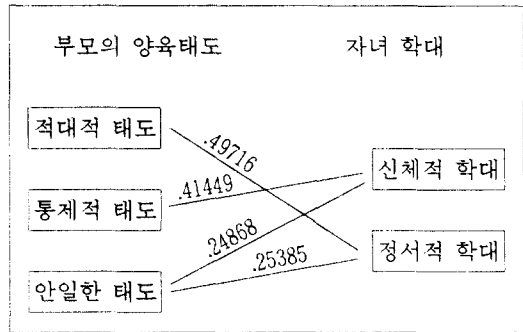 부모의 양육태도 자녀 학대
적대적 태도
.49716
신체적 학대
.41449
통제적 태도
.24868
정서적 학대
.25385
안일한 태도